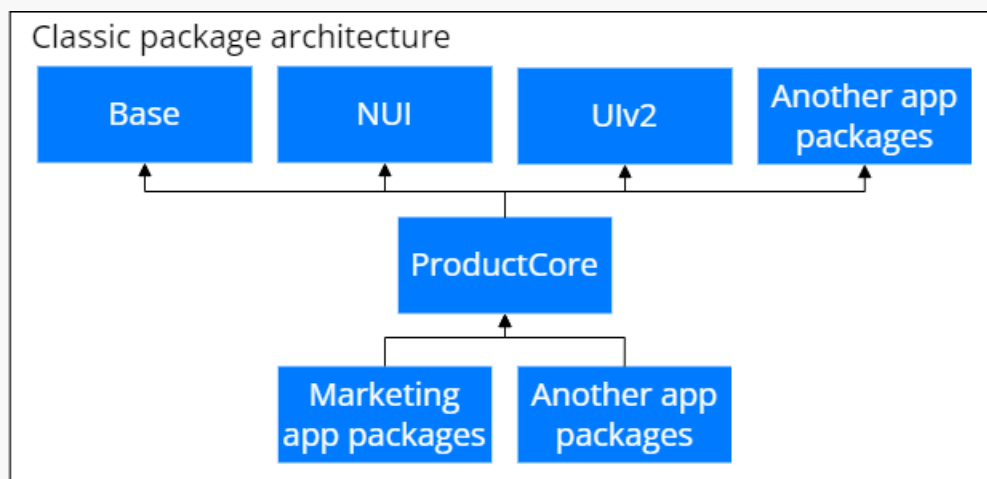 Classic package architecture
Base
NUI
UIv2
Another app
packages
ProductCore
Marketing
app packages
Another app
packages